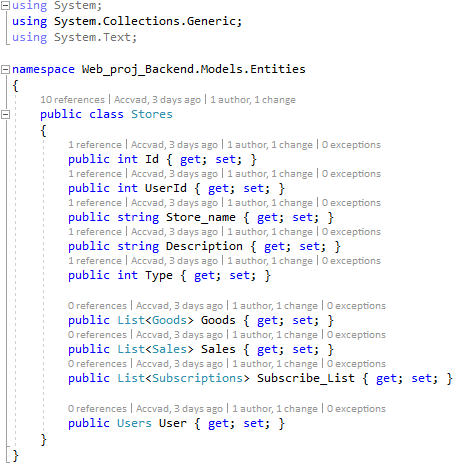 using System;
using System.Collections.Generic;
using System.Text;
namespace Web_proj_Backend.Models.Entities
{
10 references | Accvad, 3 days ago | 1 author, 1 change
public class Stores
{
1 reference | Accvad, 3 days ago | 1 author, 1 change | 0 exceptions
public int Id { get; set; }
1 reference | Accvad, 3 days ago | 1 author, 1 change | 0 exceptions
public int UserId { get; set; }
1 reference | Accvad, 3 days ago | 1 author, 1 change | 0 exceptions
public string Store_name { get; set; }
1 reference | Accvad, 3 days ago | 1 author, 1 change | 0 exceptions
public string Description { get; set; }
1 reference | Accvad, 3 days ago | 1 author, 1 change | 0 exceptions
public int Type { get; set; }
0 references | Accvad, 3 days ago | 1 author, 1 change | 0 exceptions
public List<Goods> Goods { get; set; }
0 references | Accvad, 3 days ago | 1 author, 1 change | 0 exceptions
public List<Sales> Sales { get; set; }
0 references | Accvad, 3 days ago | 1 author, 1 change | 0 exceptions
public List<Subscriptions> Subscribe_List { get; set; }
0 references | Accvad, 3 days ago | 1 author, 1 change | 0 exceptions
public Users User { get; set; }
}
}